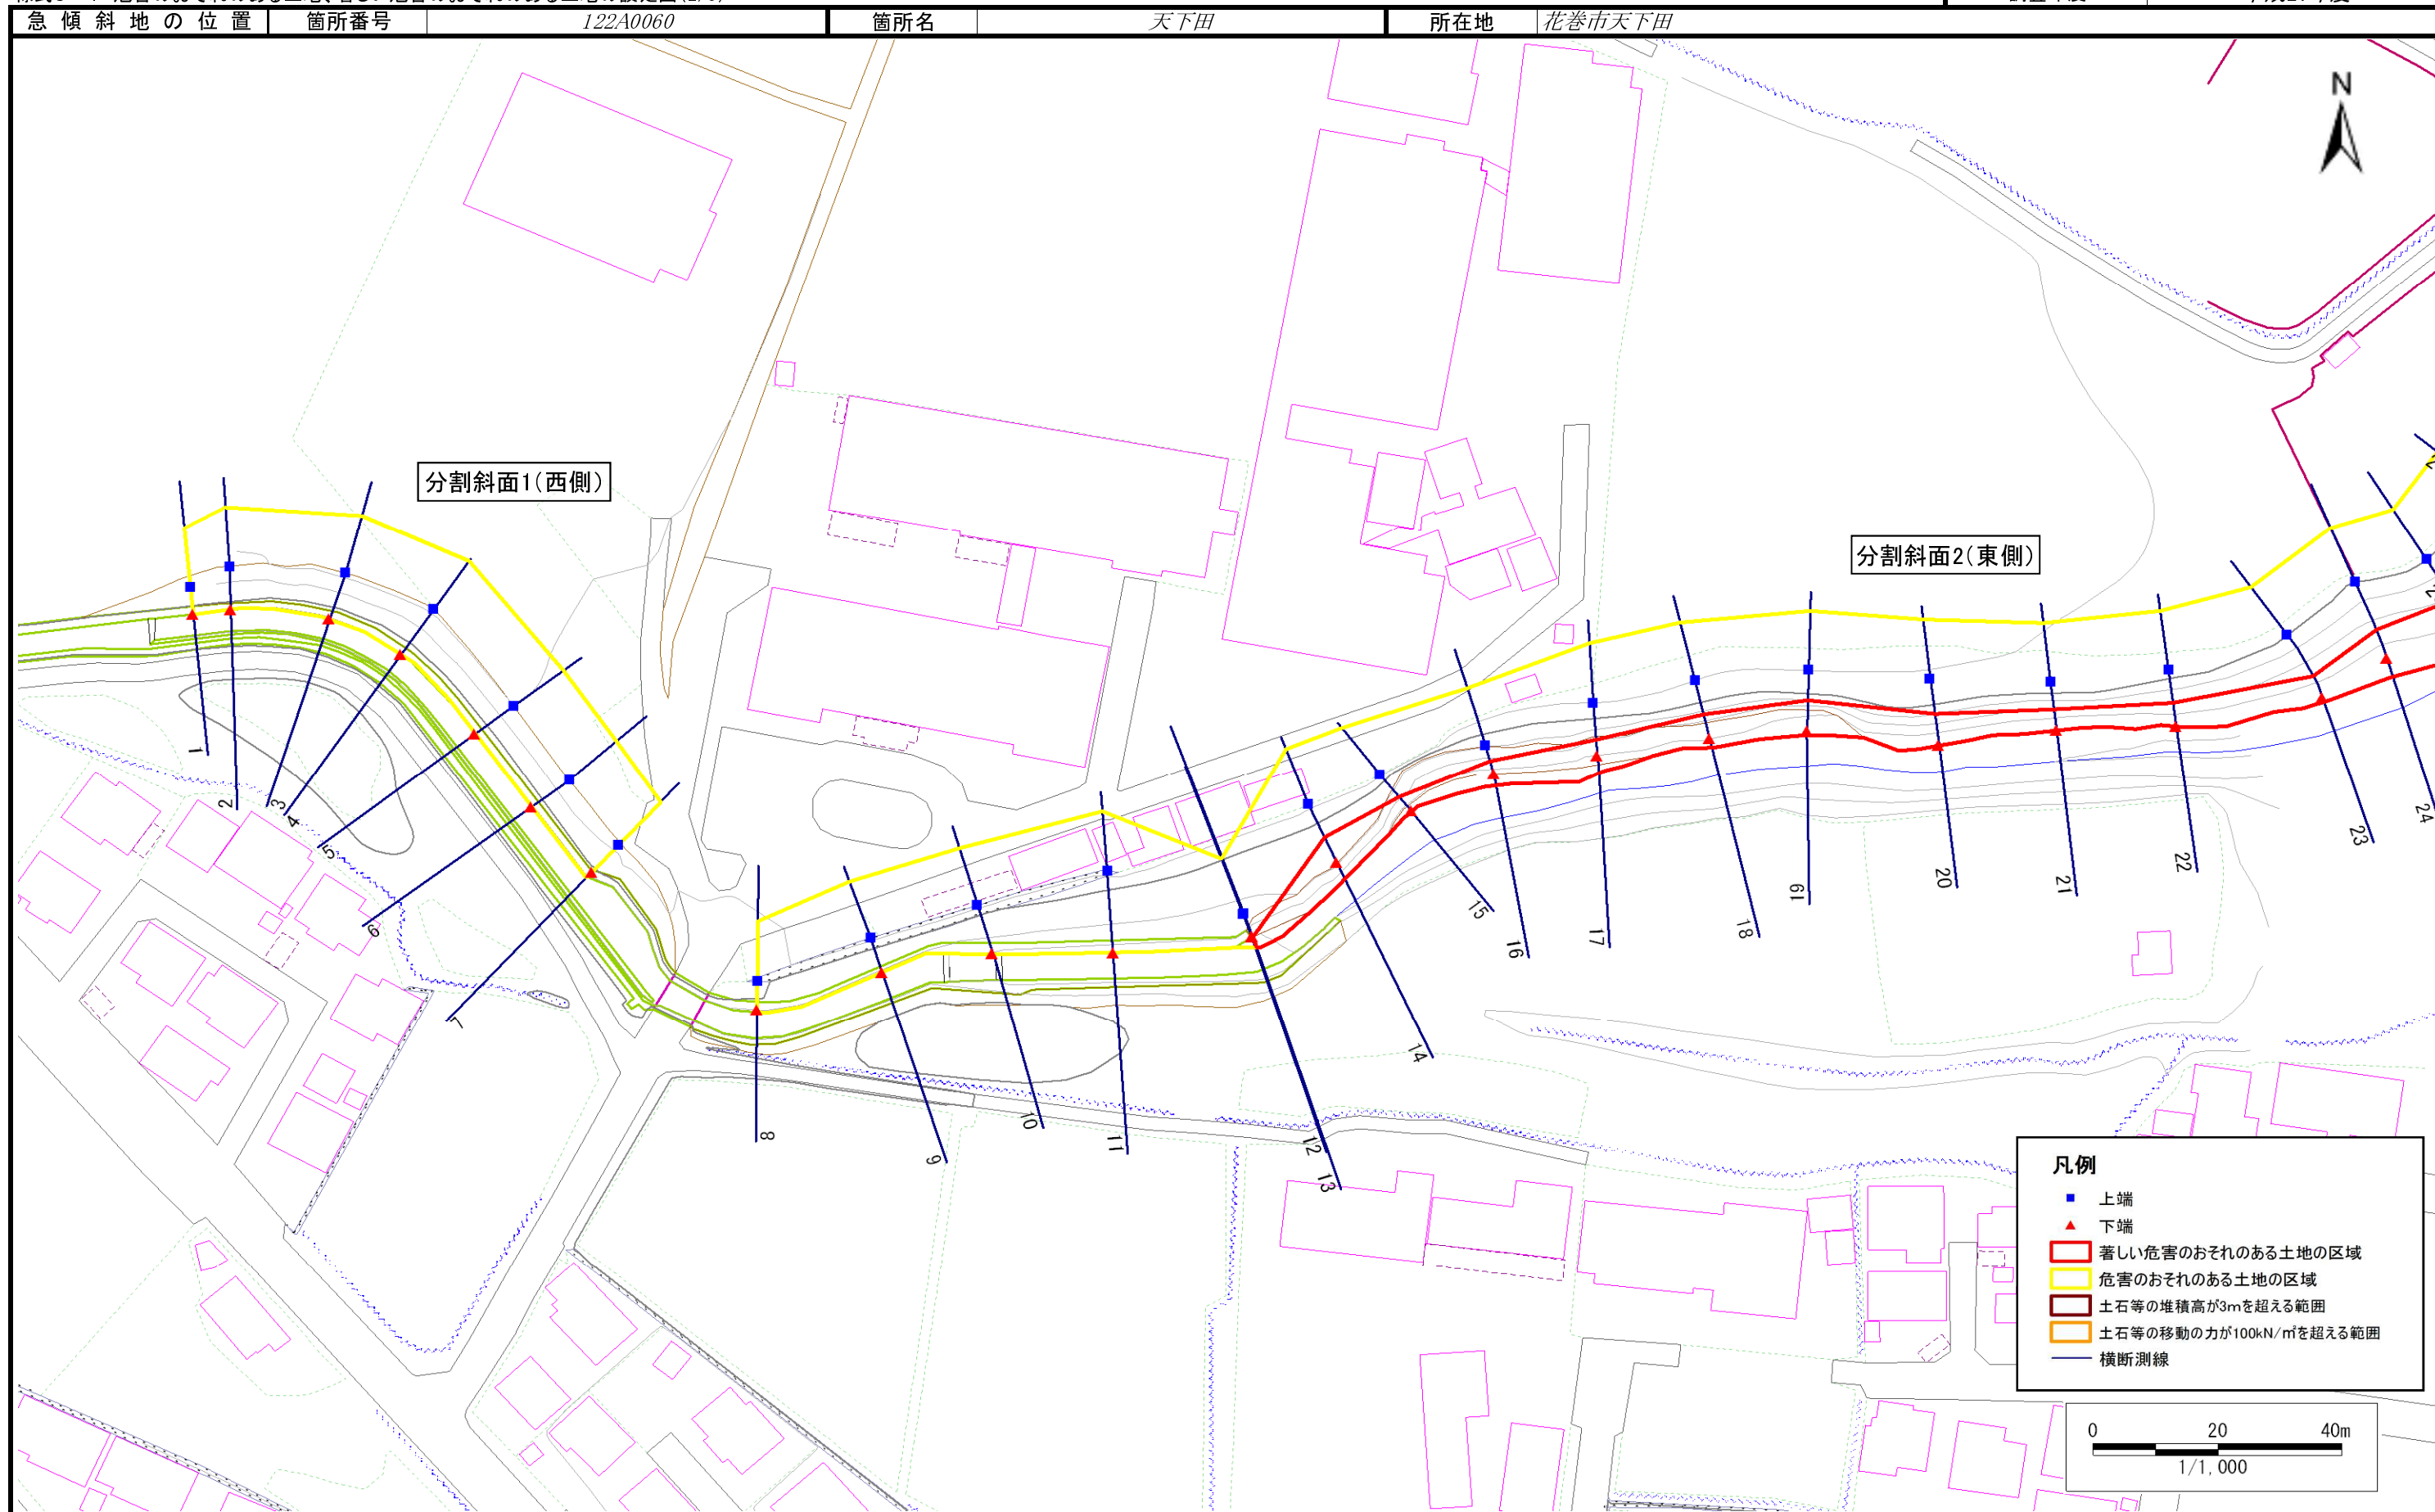 急傾斜地の位置 箇所番号 122A0060 箇所名 天下田 所在地 花巻市天下田
N
分割斜面1(西側)
分割斜面2(東側)
1
2
3
4
5
6
7
8
9
10
11
12
13
14
15
16
17
18
19
20
21
22
23
24
凡例
上端
下端
著しい危害のおそれのある土地の区域
危害のおそれのある土地の区域
土石等の堆積高が3mを超える範囲
土石等の移動の力が100kN/㎡を超える範囲
横断測線
0 20 40m
1/1,000